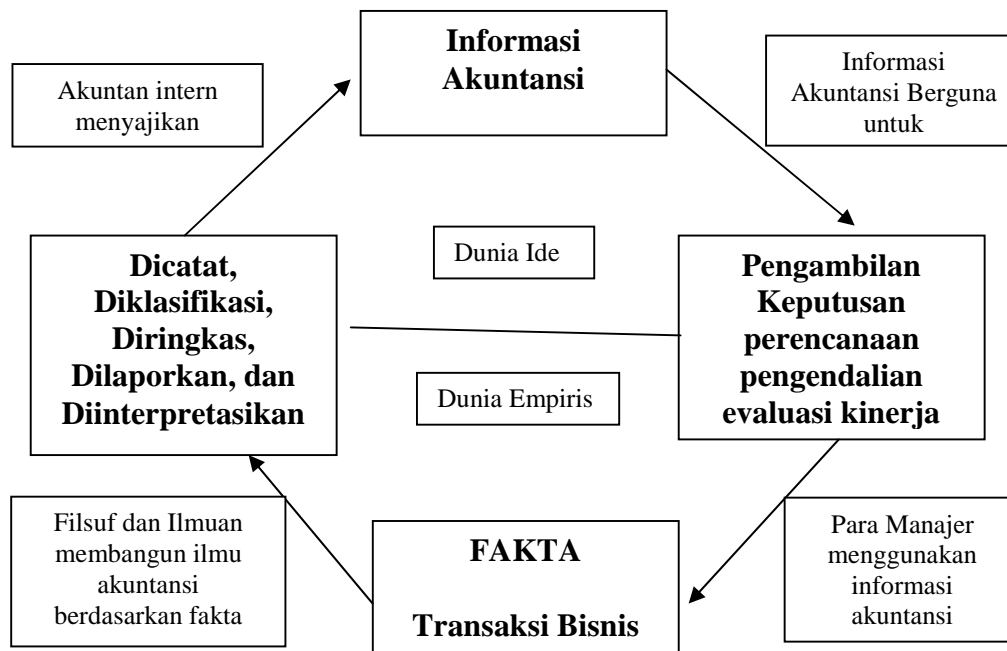 Informasi
Akuntansi
Akuntan intern
menyajikan
Informasi
Akuntansi Berguna
untuk
Dicatat,
Diklasifikasi,
Diringkas,
Dilaporkan, dan
Diinterpretasikan
Dunia Ide
Dunia Empiris
Pengambilan
Keputusan
perencanaan
pengendalian
evaluasi kinerja
Filsuf dan Ilmuan
membangun ilmu
akuntansi
berdasarkan fakta
FAKTA
Transaksi Bisnis
Para Manajer
menggunakan
informasi
akuntansi